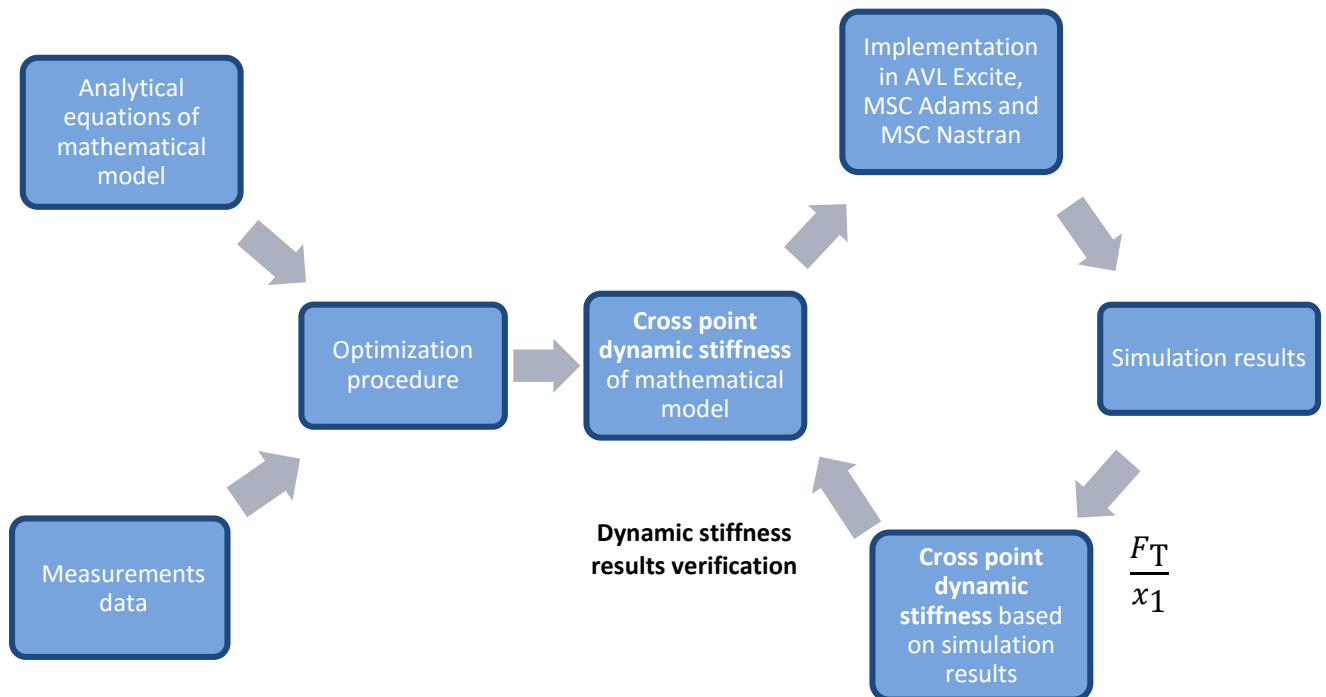 Analytical
equations of
mathematical
model
Measurements
data
Optimization
procedure
Cross point
dynamic stiffness
of mathematical
model
Implementation
in AVL Excite,
MSC Adams and
MSC Nastran
Simulation results
Cross point
dynamic
stiffness based
on simulation
results
F_T
x_1
Dynamic stiffness
results verification